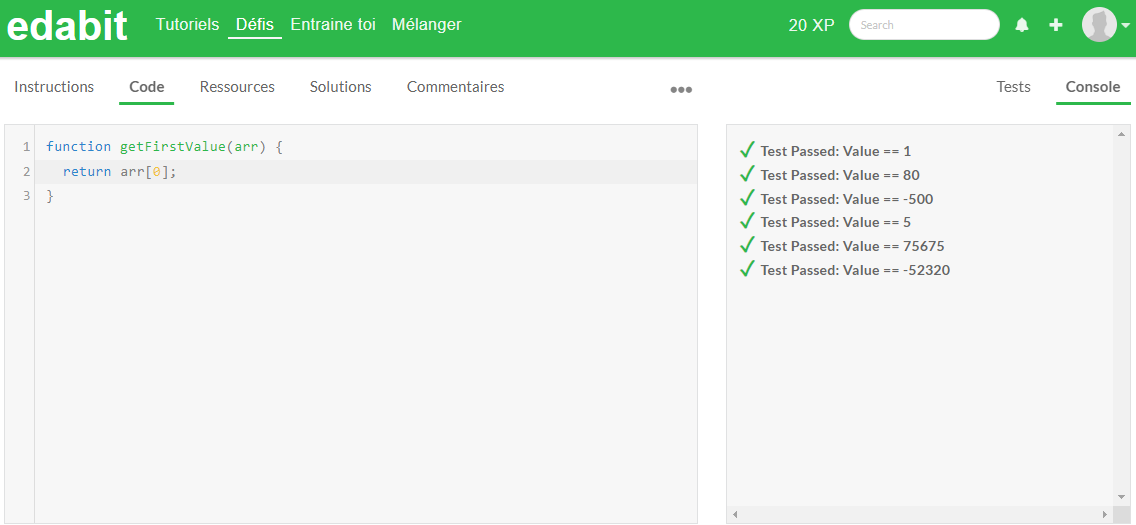 edabit Tutoriels Défis Entraine toi Mélanger 20 XP Search
Instructions Code Ressources Solutions Commentaires ••• Tests Console
1 function getFirstValue(arr) {
2 return arr[0];
3 }
Test Passed: Value == 1
Test Passed: Value == 80
Test Passed: Value == -500
Test Passed: Value == 5
Test Passed: Value == 75675
Test Passed: Value == -52320